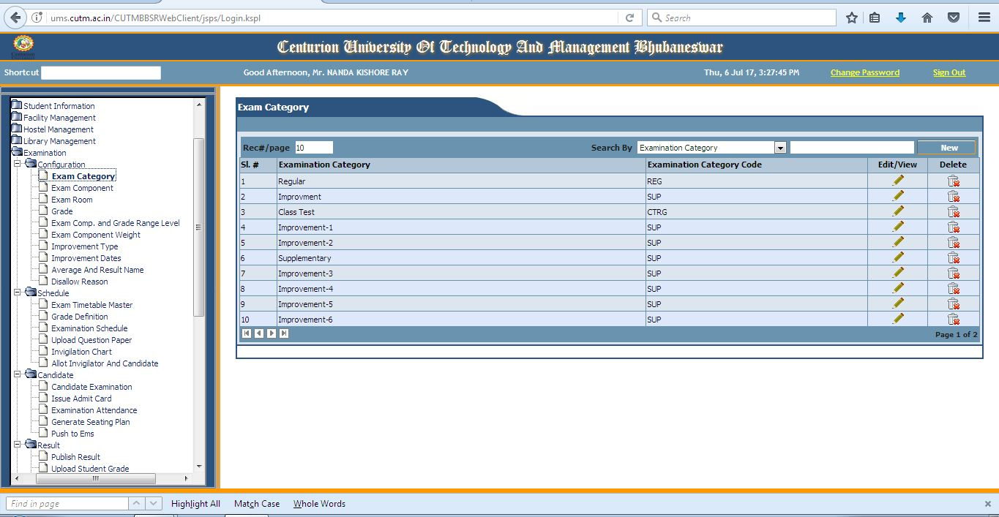 ums.cutm.ac.in/CUTMBBSRWebClient/jsps/Login.kspl
Search
Centurion University Of Technology And Management Bhubaneswar
Shortcut
Good Afternoon, Mr. NANDA KISHORE RAY
Thu, 6 Jul 17, 3:27:45 PM
Change Password
Sign Out
Student Information
Facility Management
Hostel Management
Library Management
Examination
Configuration
Exam Category
Exam Component
Exam Room
Grade
Exam Comp. and Grade Range Level
Exam Component Weight
Improvement Type
Improvement Dates
Average And Result Name
Disallow Reason
Schedule
Exam Timetable Master
Grade Definition
Examination Schedule
Upload Question Paper
Invigilation Chart
Allot Invigilator And Candidate
Candidate
Candidate Examination
Issue Admit Card
Examination Attendance
Generate Seating Plan
Push to Ems
Result
Publish Result
Upload Student Grade
Exam Category
Rec#/page 10 Search By Examination Category New
Sl. # Examination Category Examination Category Code Edit/View Delete
1 Regular REG
2 Improvment SUP
3 Class Test CTRG
4 Improvement-1 SUP
5 Improvement-2 SUP
6 Supplementary SUP
7 Improvement-3 SUP
8 Improvement-4 SUP
9 Improvement-5 SUP
10 Improvement-6 SUP
Page 1 of 2
Find in page Highlight All Match Case Whole Words